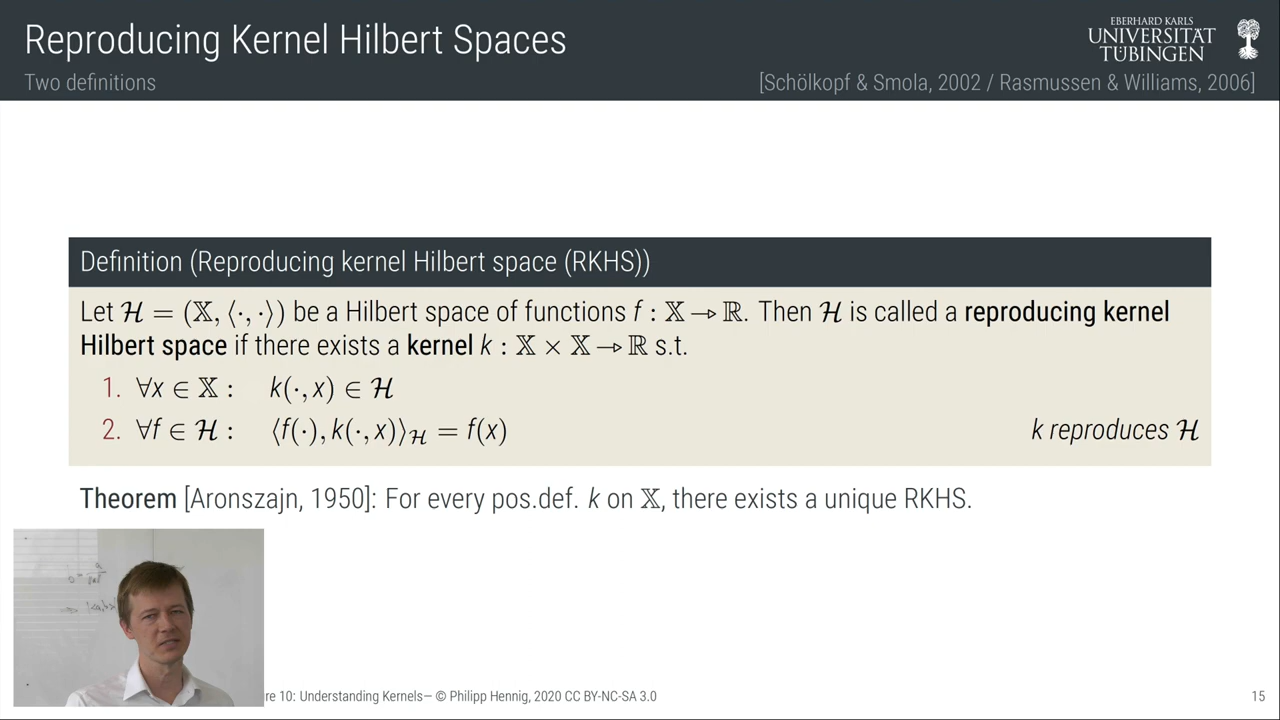 Reproducing Kernel Hilbert Spaces
EBERHARD KARLS
UNIVERSITÄT
TÜBINGEN
Two definitions
[Schölkopf & Smola, 2002 / Rasmussen & Williams, 2006]
Definition (Reproducing kernel Hilbert space (RKHS))
Let ℋ = (𝕏, ⟨·, ·⟩) be a Hilbert space of functions f : 𝕏 → ℝ. Then ℋ is called a reproducing kernel
Hilbert space if there exists a kernel k : 𝕏 × 𝕏 → ℝ s.t.
1. ∀x ∈ 𝕏 : k(·, x) ∈ ℋ
2. ∀f ∈ ℋ : ⟨f(·), k(·, x)⟩ℋ = f(x) k reproduces ℋ
Theorem [Aronszajn, 1950]: For every pos.def. k on 𝕏, there exists a unique RKHS.
10: Understanding Kernels— © Philipp Hennig, 2020 CC BY-NC-SA 3.0
15